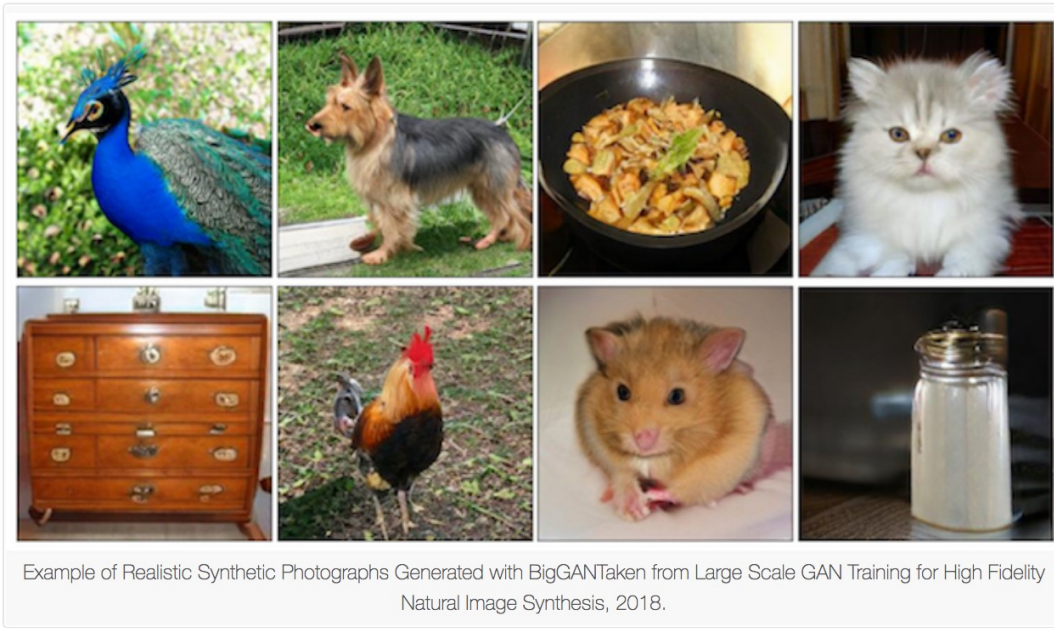 Example of Realistic Synthetic Photographs Generated with BigGANTaken from Large Scale GAN Training for High Fidelity
Natural Image Synthesis, 2018.